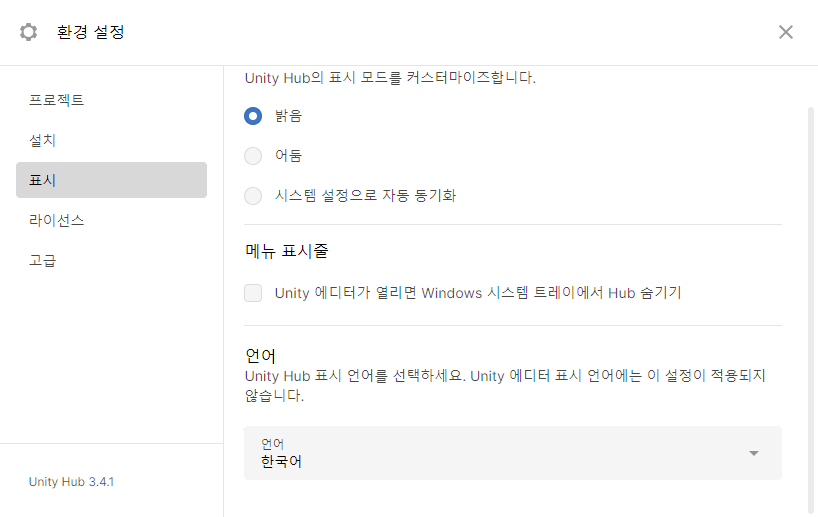 환경 설정
프로젝트
설치
표시
라이선스
고급
Unity Hub 3.4.1
Unity Hub의 표시 모드를 커스터마이즈합니다.
밝음
어둠
시스템 설정으로 자동 동기화
메뉴 표시줄
Unity 에디터가 열리면 Windows 시스템 트레이에서 Hub 숨기기
언어
Unity Hub 표시 언어를 선택하세요. Unity 에디터 표시 언어에는 이 설정이 적용되지
않습니다.
언어
한국어